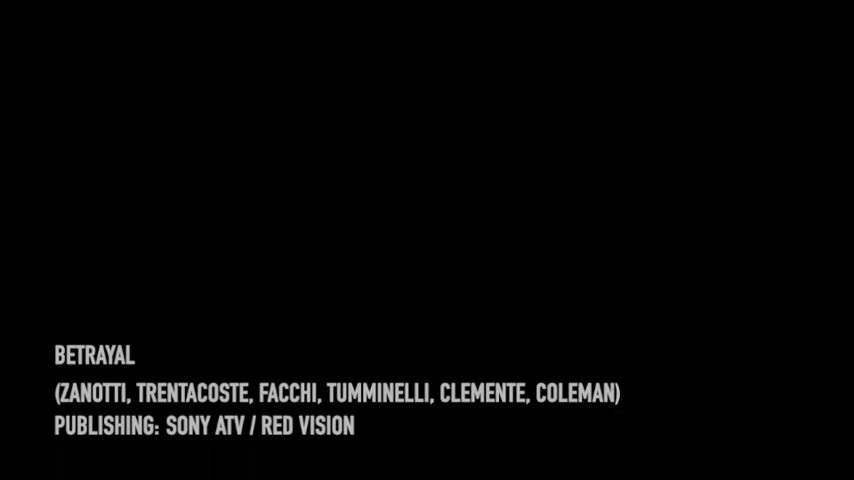 BETRAYAL
(ZANOTTI, TRENTACOSTE, FACCHI, TUMMINELLI, CLEMENTE, COLEMAN)
PUBLISHING: SONY ATV / RED VISION